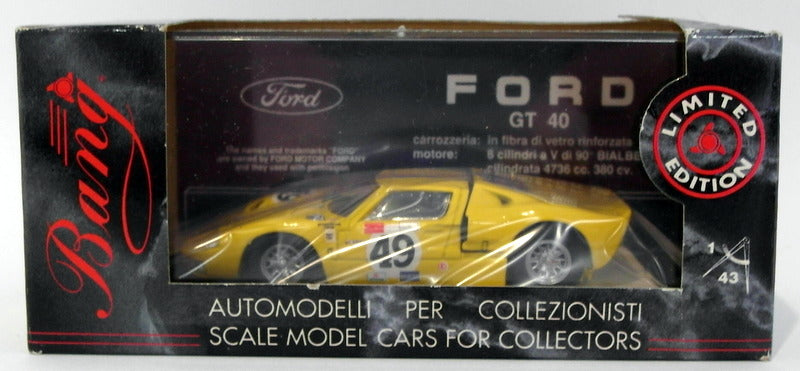 Bang
Ford
FORD
GT 40
The names and trademarks "FORD"
are owned by FORD MOTOR COMPANY
and they used with permission
carrozzeria: in fibra di vetro rinforzata
motore: 8 cilindri a V di 90° BIALBE
cilindrata 4736 cc. 380 cv.
LIMITED
EDITION
1
43
49
AUTOMODELLI PER COLLEZIONISTI
SCALE MODEL CARS FOR COLLECTORS